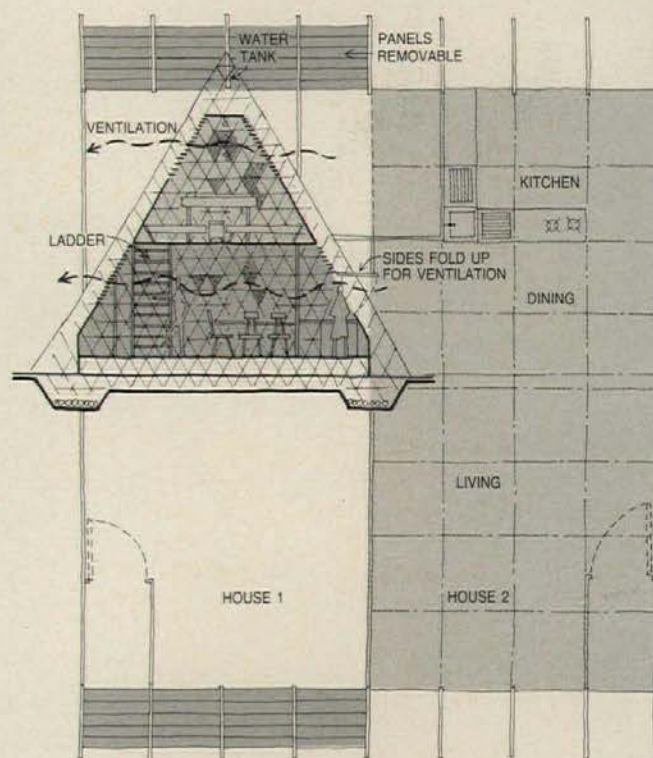 WATER
TANK
PANELS
REMOVABLE
VENTILATION
KITCHEN
LADDER
SIDES FOLD UP
FOR VENTILATION
DINING
LIVING
HOUSE 1
HOUSE 2